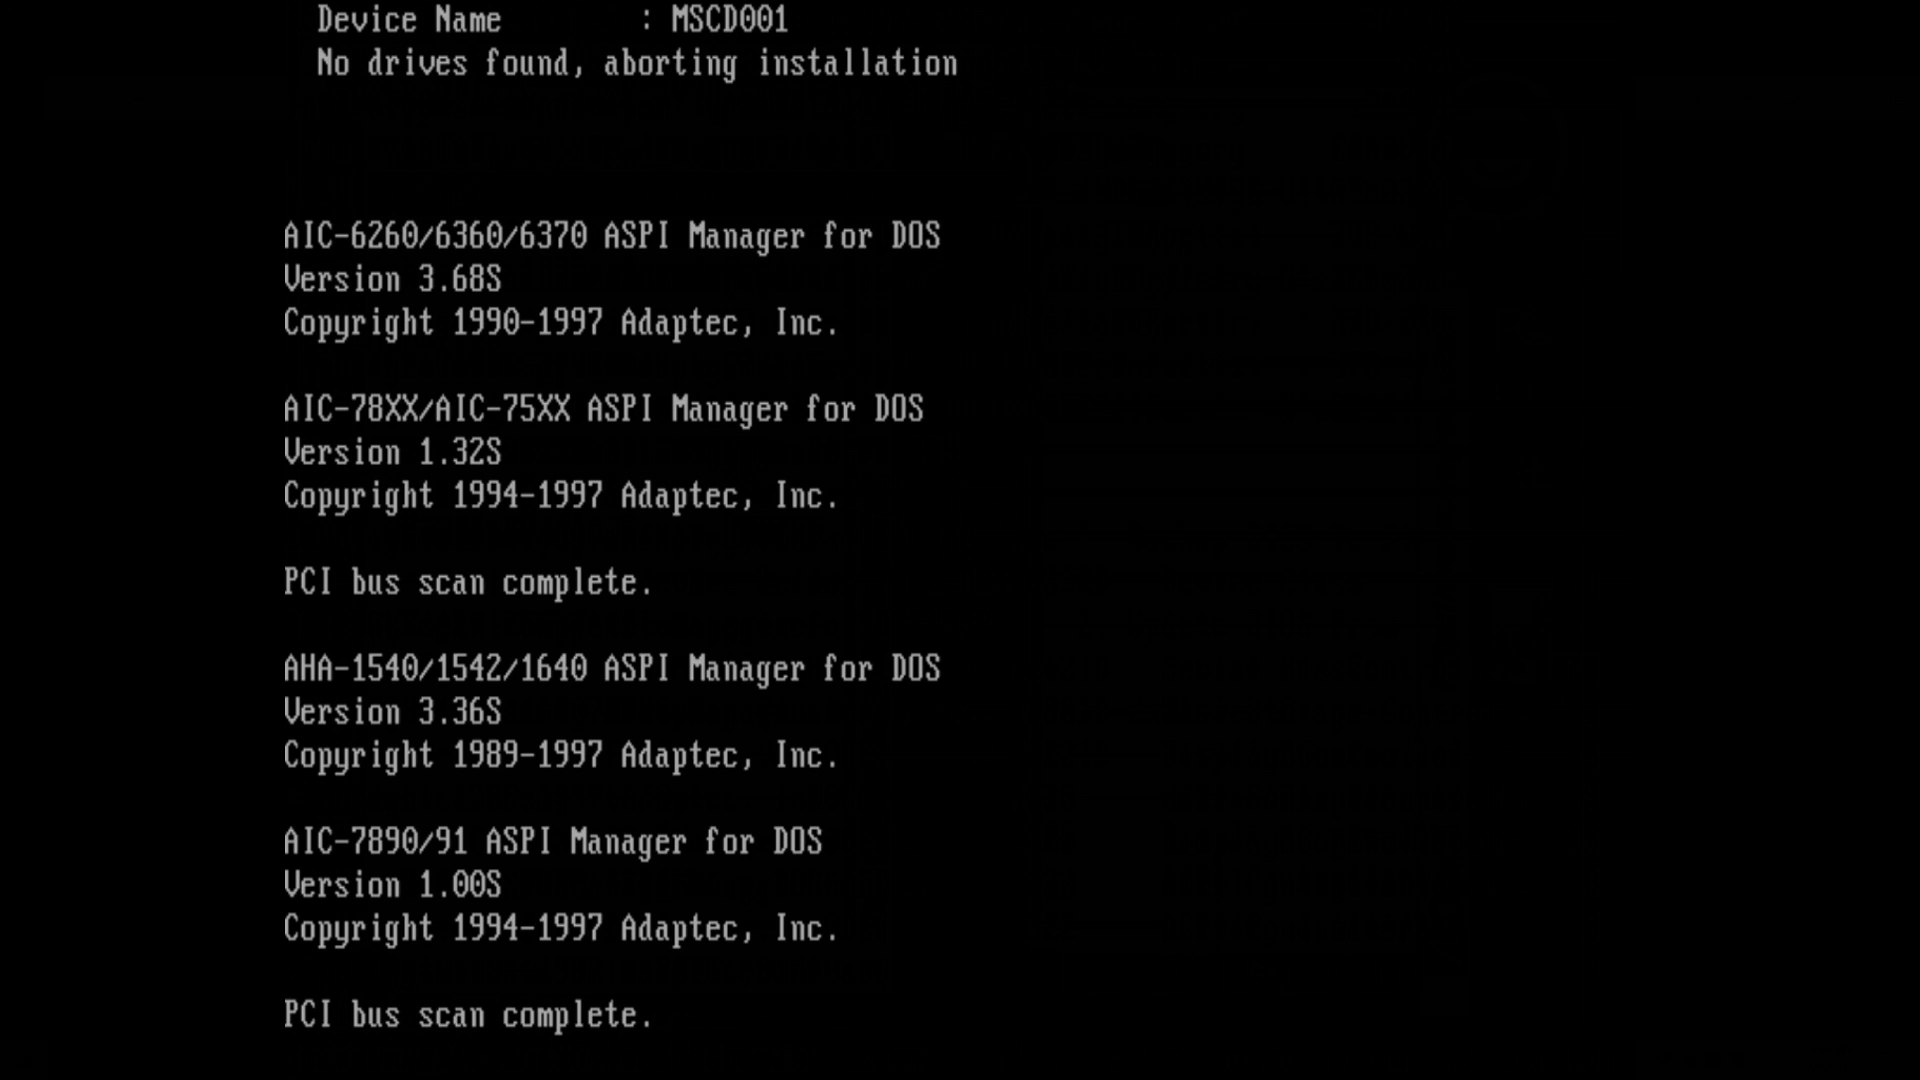 Device Name : MSCD001
No drives found, aborting installation
AIC-6260/6360/6370 ASPI Manager for DOS
Version 3.68S
Copyright 1990-1997 Adaptec, Inc.
AIC-78XX/AIC-75XX ASPI Manager for DOS
Version 1.32S
Copyright 1994-1997 Adaptec, Inc.
PCI bus scan complete.
AHA-1540/1542/1640 ASPI Manager for DOS
Version 3.36S
Copyright 1989-1997 Adaptec, Inc.
AIC-7890/91 ASPI Manager for DOS
Version 1.00S
Copyright 1994-1997 Adaptec, Inc.
PCI bus scan complete.